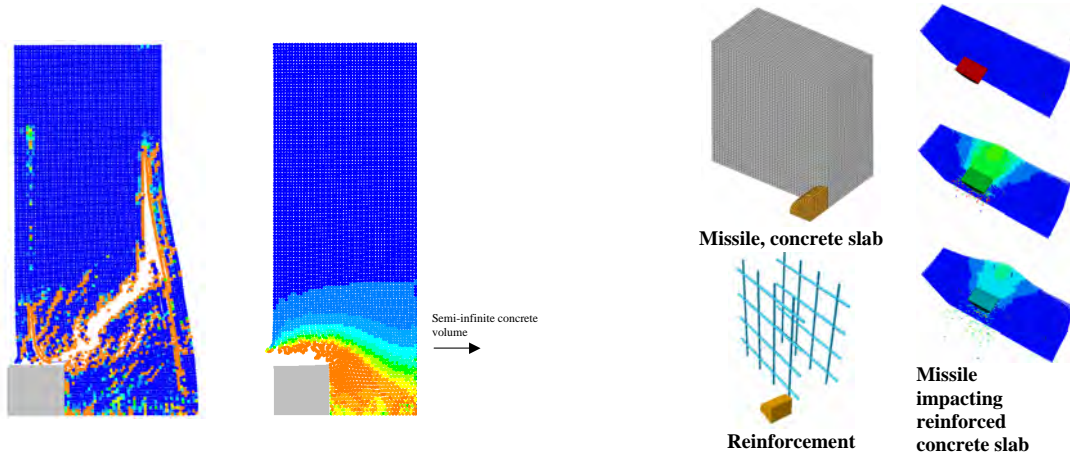 Semi-infinite concrete
volume
Missile, concrete slab
Reinforcement
Missile
impacting
reinforced
concrete slab